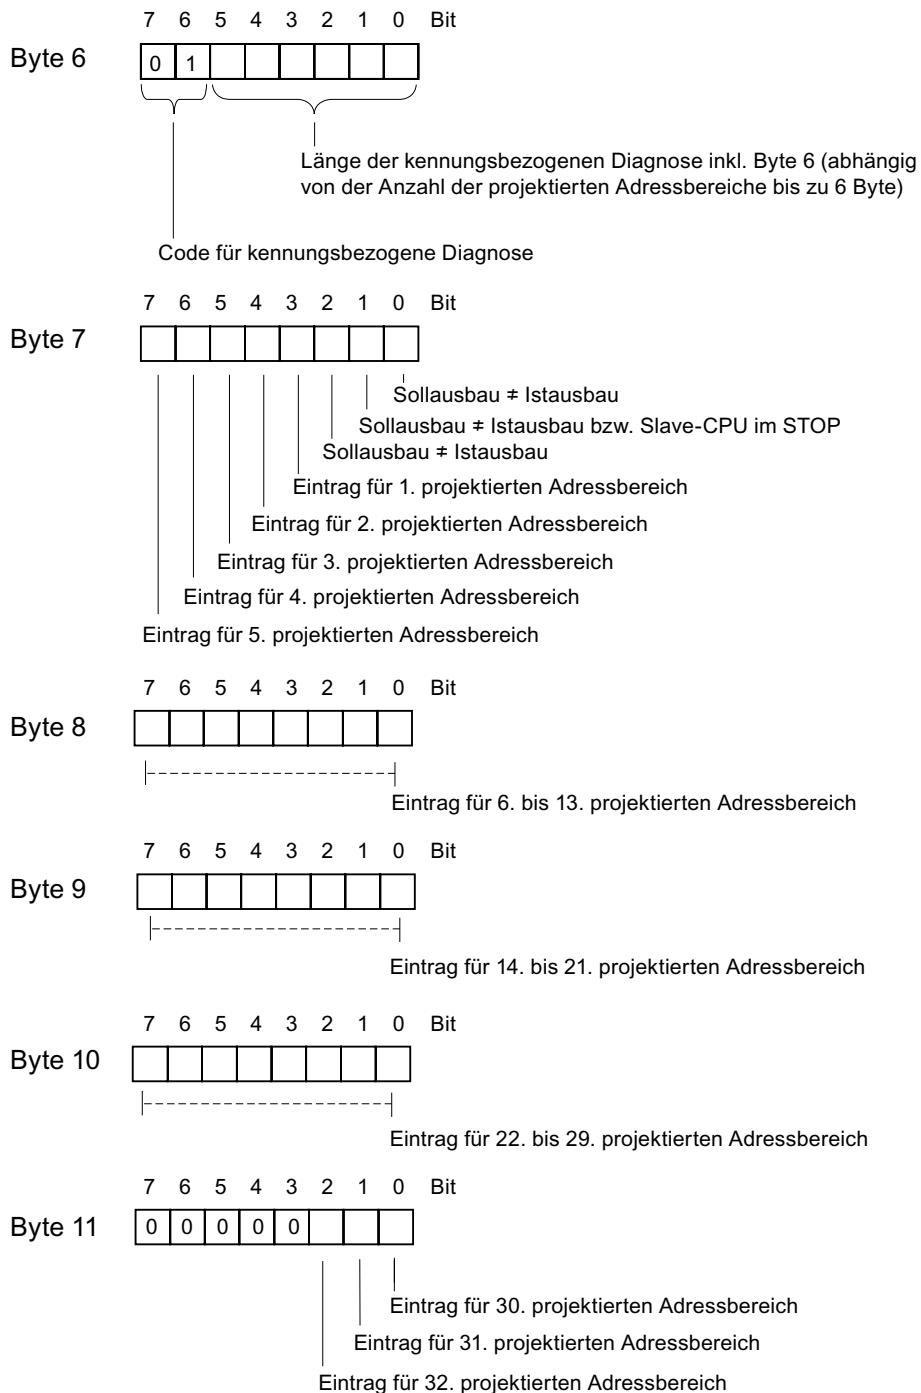 7 6 5 4 3 2 1 0 Bit
Byte 6
0 1
Länge der kennungsbezogenen Diagnose inkl. Byte 6 (abhängig
von der Anzahl der projektierten Adressbereiche bis zu 6 Byte)
Code für kennungsbezogene Diagnose
7 6 5 4 3 2 1 0 Bit
Byte 7
Sollausbau ≠ Istausbau
Sollausbau ≠ Istausbau bzw. Slave-CPU im STOP
Sollausbau ≠ Istausbau
Eintrag für 1. projektierten Adressbereich
Eintrag für 2. projektierten Adressbereich
Eintrag für 3. projektierten Adressbereich
Eintrag für 4. projektierten Adressbereich
Eintrag für 5. projektierten Adressbereich
7 6 5 4 3 2 1 0 Bit
Byte 8
Eintrag für 6. bis 13. projektierten Adressbereich
7 6 5 4 3 2 1 0 Bit
Byte 9
Eintrag für 14. bis 21. projektierten Adressbereich
7 6 5 4 3 2 1 0 Bit
Byte 10
Eintrag für 22. bis 29. projektierten Adressbereich
7 6 5 4 3 2 1 0 Bit
Byte 11
0 0 0 0 0
Eintrag für 30. projektierten Adressbereich
Eintrag für 31. projektierten Adressbereich
Eintrag für 32. projektierten Adressbereich